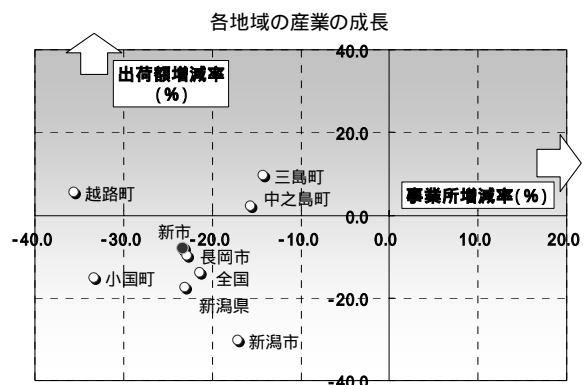 各地域の産業の成長
40.0
出荷額増減率
(%)
20.0
三島町
越路町
中之島町
事業所増減率(%)
-40.0 -30.0 -20.0 -10.0 0.0 0.0 10.0 20.0
新市
長岡市
小国町
全国
新潟県
-20.0
新潟市
-40.0